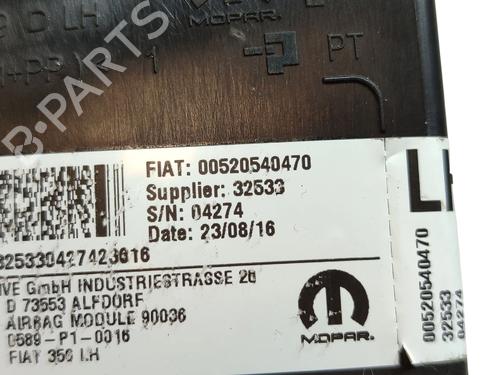 D LH
MOPAR.
PT
1
FIAT: 00520540470
Supplier: 32533
S/N: 04274
Date: 23/08/16
GmbH INDUSTRIESTRASSE 20
D 73553 ALFDORF
AIRBAG MODULE 90036
0589-P1-0016
FIAT 356 LH
MOPAR.
00520540470
32533
04274
B-PARTS